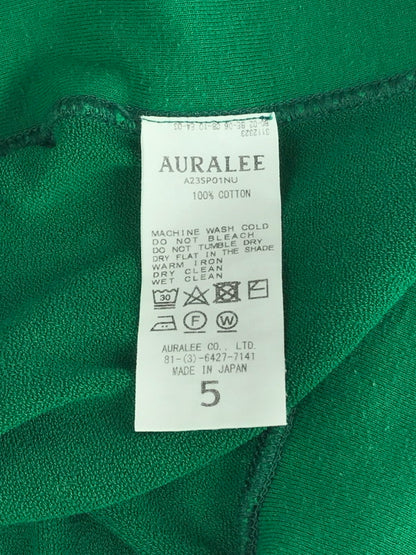 AURALEE
A23SP01NU
100% COTTON
MACHINE WASH COLD
DO NOT BLEACH
DO NOT TUMBLE DRY
DRY FLAT IN THE SHADE
WARM IRON
DRY CLEAN
WET CLEAN
30
F W
AURALEE CO., LTD.
81-(3)-6427-7141
MADE IN JAPAN
5